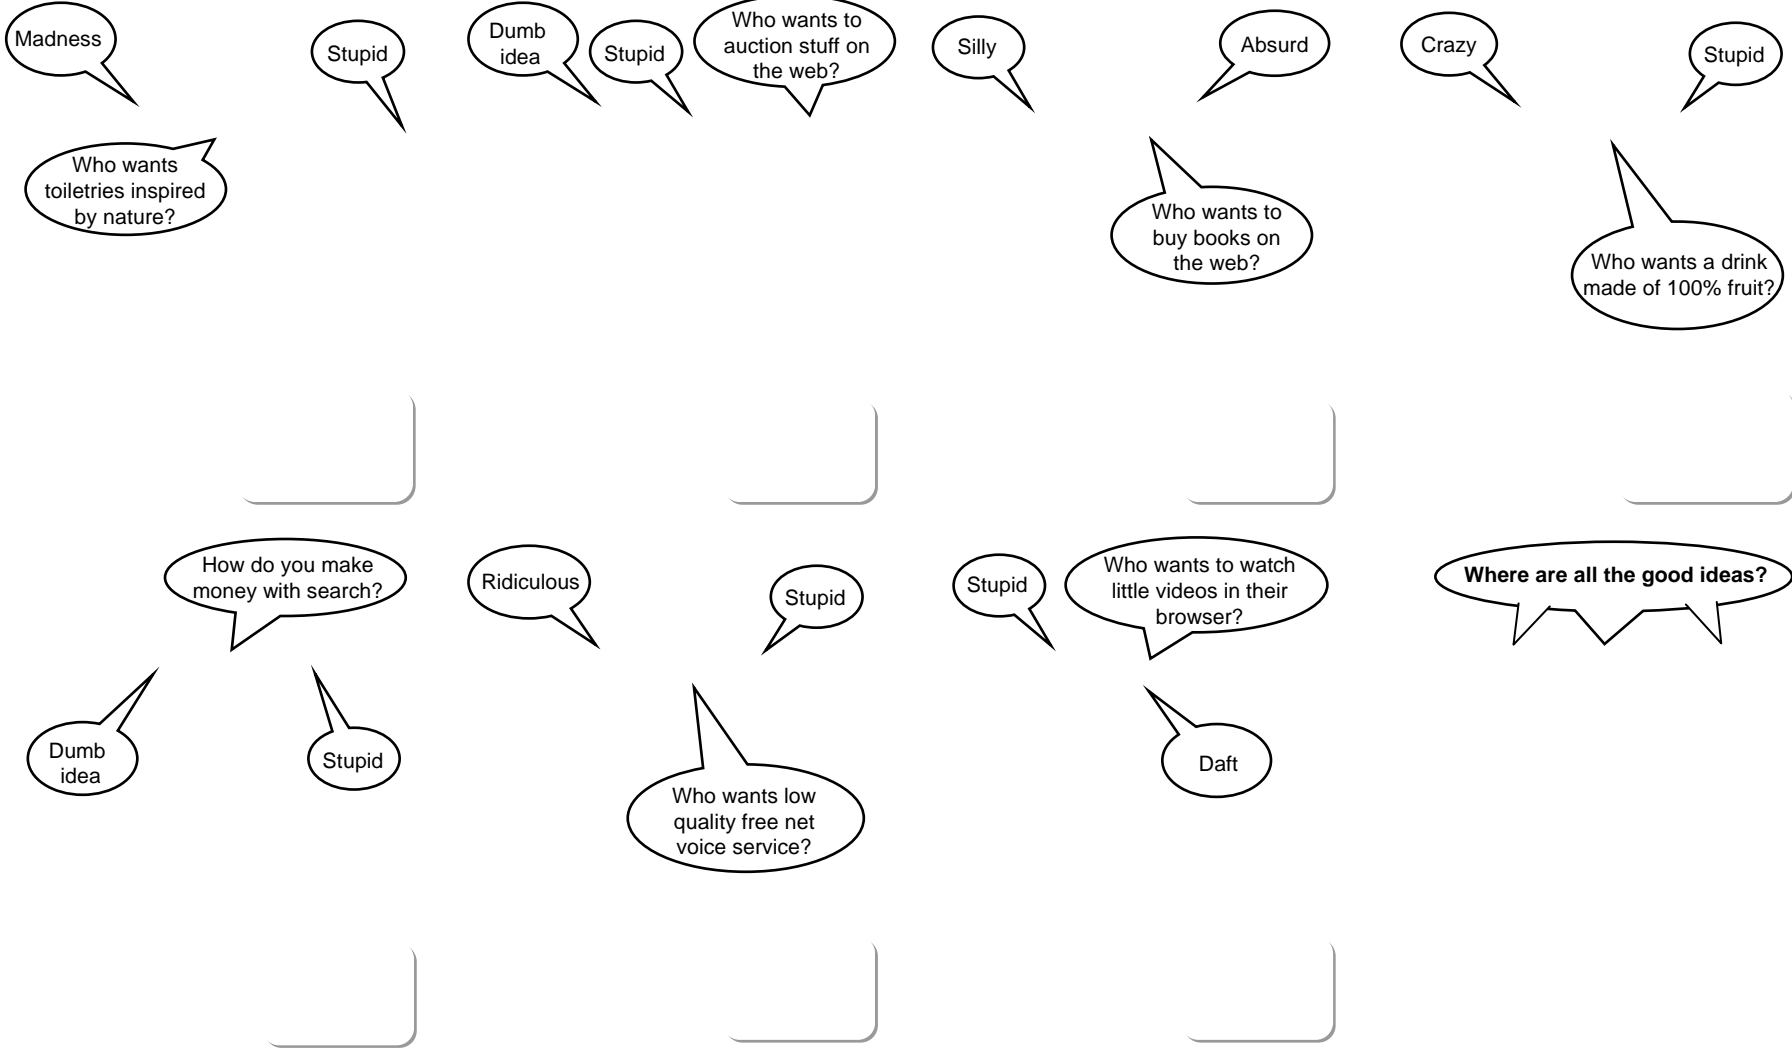 Madness
Stupid
Who wants
toiletries inspired
by nature?
Dumb
idea
Stupid
Who wants to
auction stuff on
the web?
Silly
Absurd
Who wants to
buy books on
the web?
Crazy
Stupid
Who wants a drink
made of 100% fruit?
How do you make
money with search?
Dumb
idea
Stupid
Ridiculous
Stupid
Who wants low
quality free net
voice service?
Stupid
Who wants to watch
little videos in their
browser?
Daft
Where are all the good ideas?